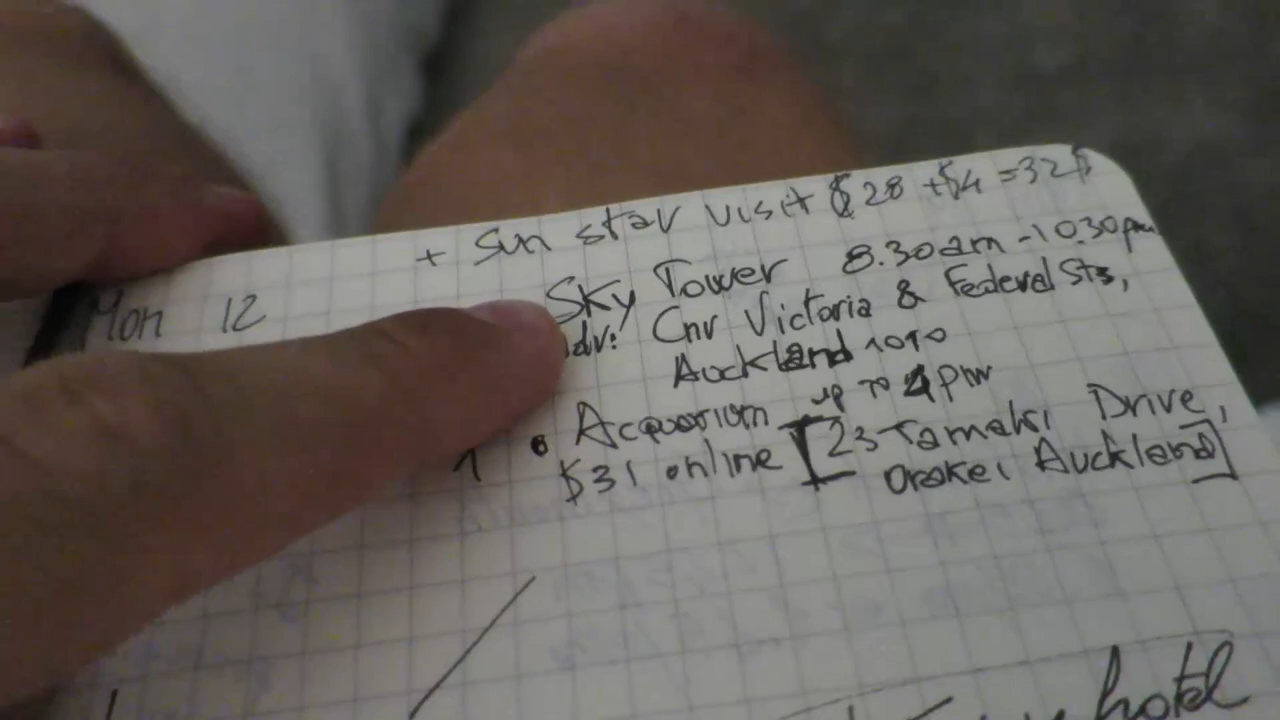 + Sun star visit $28 + $4 = 32$
Mon 12
Sky Tower 8.30am - 10.30pm
adr: Cnr Victoria & Federal Sts,
Auckland 1010
• Acquarium up to 4pm
$31 online [23 Tamaki Drive,
Orakei Auckland]
hotel